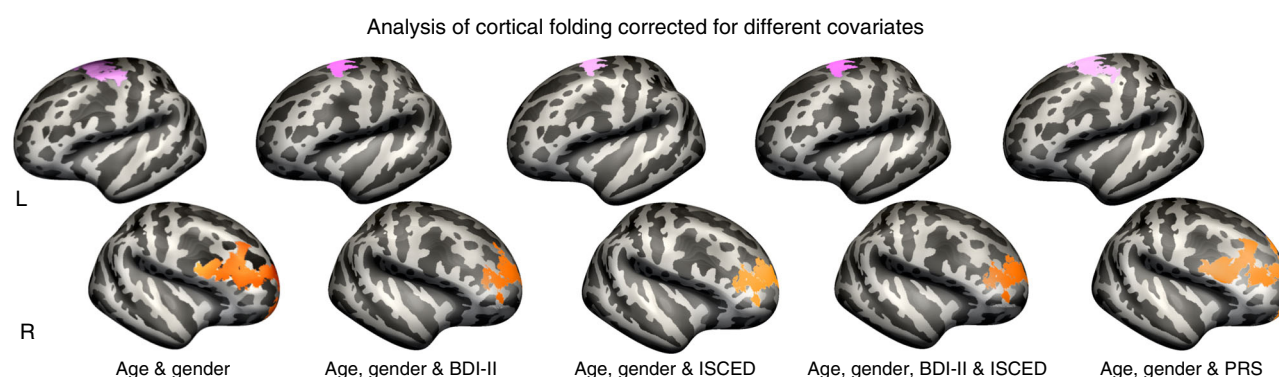 Analysis of cortical folding corrected for different covariates
L
R
Age & gender
Age, gender & BDI-II
Age, gender & ISCED
Age, gender, BDI-II & ISCED
Age, gender & PRS